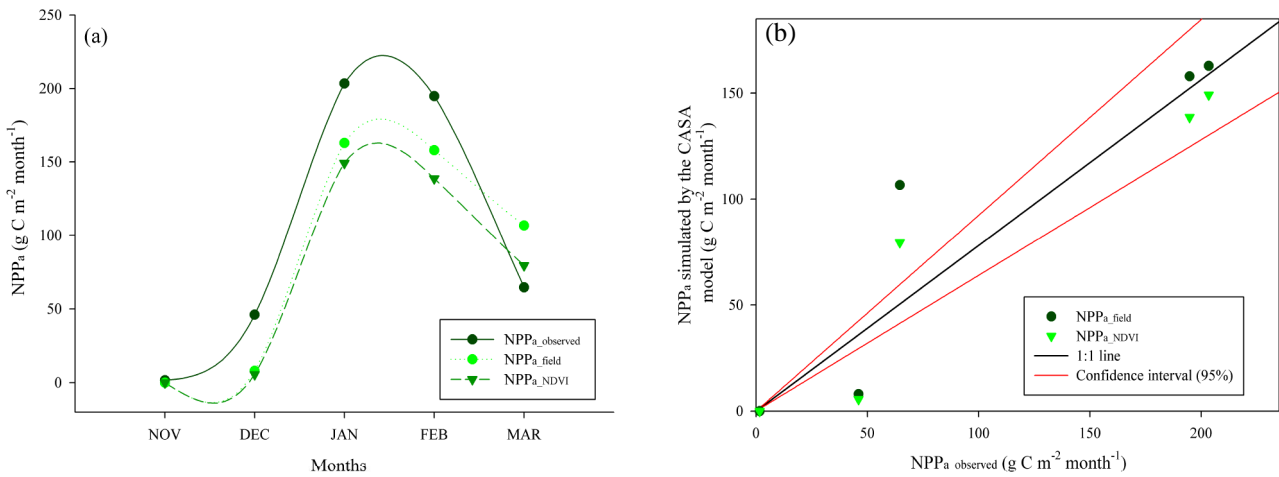 (a)
250
200
150
100
50
0
NPPa (g C m-2 month-1)
NOV DEC JAN FEB MAR
Months
NPPa_observed
NPPa_field
NPPa_NDVI
(b)
150
100
50
0
NPPa simulated by the CASA
model (g C m-2 month-1)
0 50 100 150 200
NPPa observed (g C m-2 month-1)
NPPa_field
NPPa_NDVI
1:1 line
Confidence interval (95%)